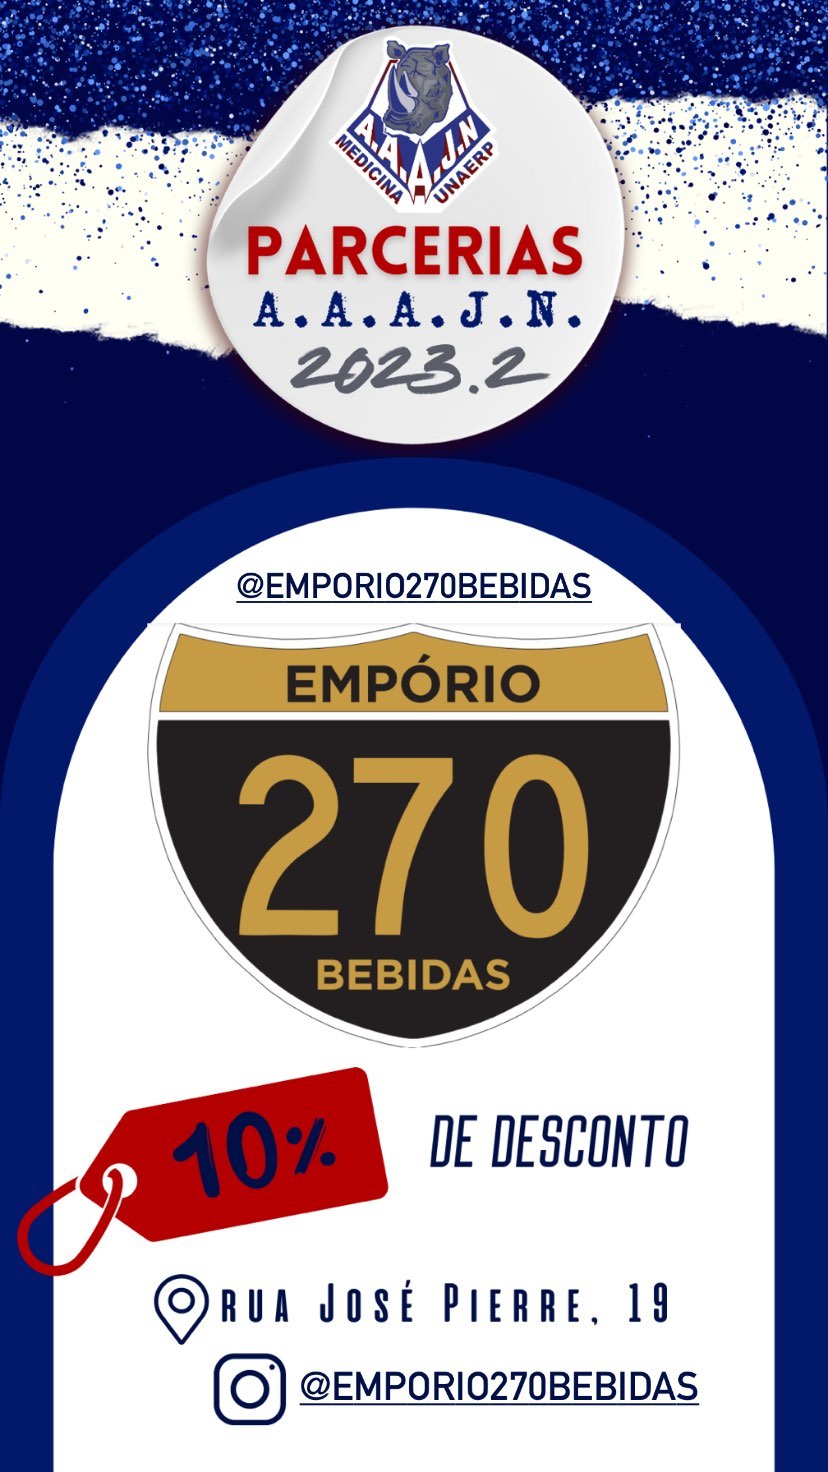 A.A.A.J.N
MEDICINA UNAERP
PARCERIAS
A.A.A.J.N.
2023.2
@EMPORIO270BEBIDAS
EMPÓRIO
270
BEBIDAS
10%
DE DESCONTO
RUA JOSÉ PIERRE, 19
@EMPORIO270BEBIDAS